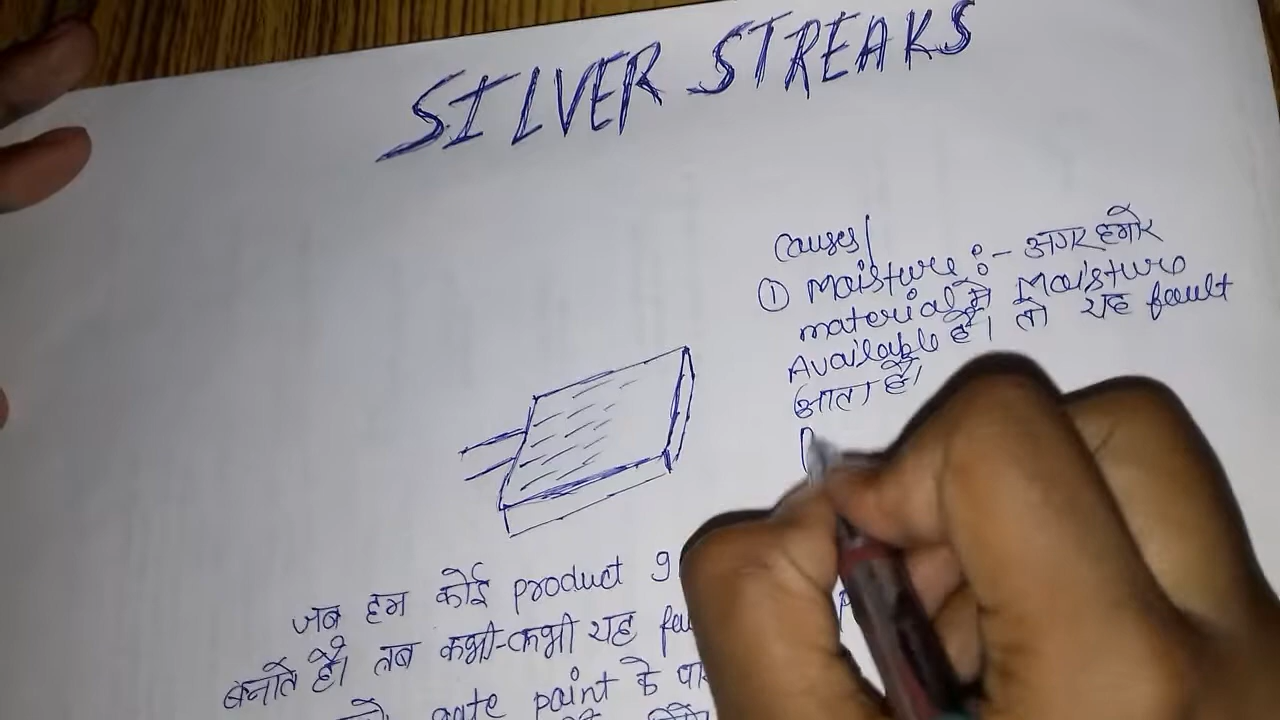 SILVER STREAKS
Causes/
① Moisture :- अगर हमारे
material में Moisture
Available है। तो यह fault
आता है।
जब हम कोई product
बनाते है। तब कभी-कभी यह
gate point के